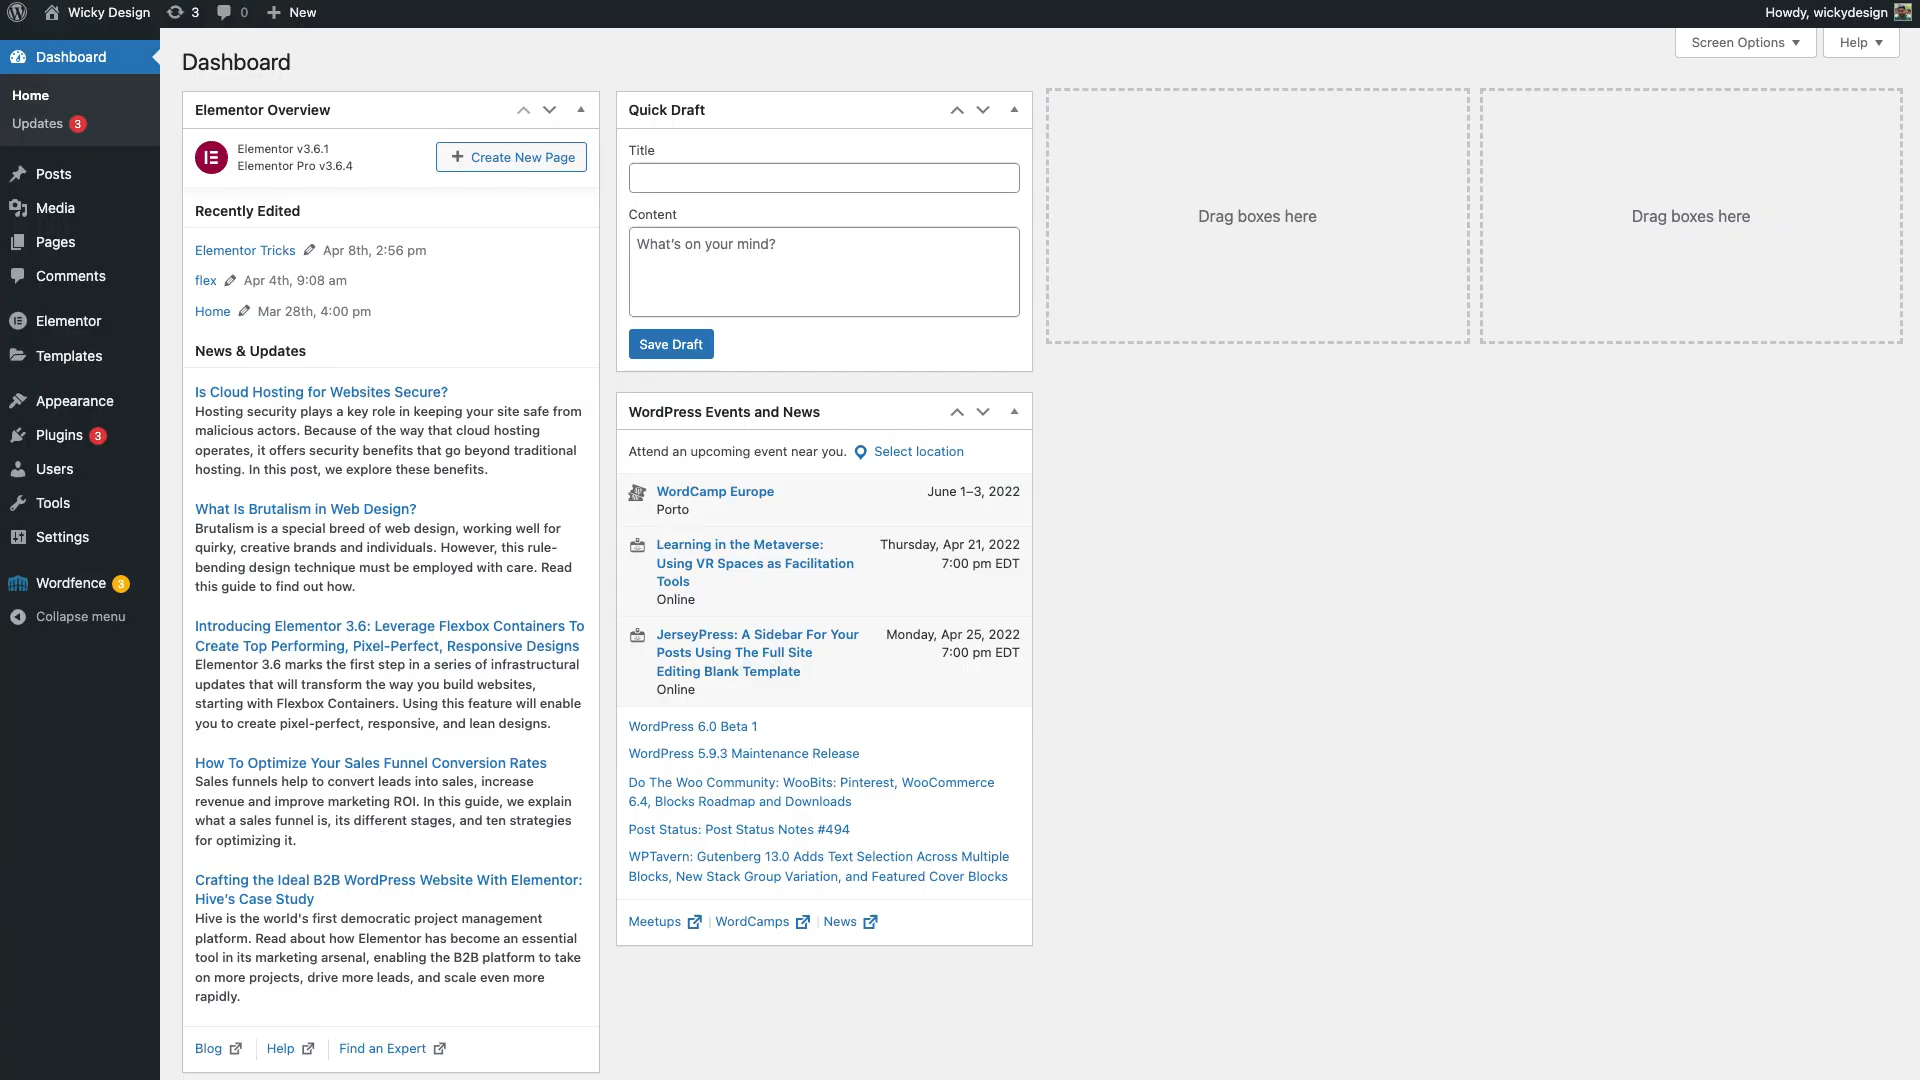 Wicky Design 3 0 New Howdy, wickydesign
Screen Options Help
Dashboard
Home
Updates 3
Posts
Media
Pages
Comments
Elementor
Templates
Appearance
Plugins 3
Users
Tools
Settings
Wordfence 3
Collapse menu
Dashboard
Elementor Overview
Elementor v3.6.1
Elementor Pro v3.6.4
Create New Page
Recently Edited
Elementor Tricks Apr 8th, 2:56 pm
flex Apr 4th, 9:08 am
Home Mar 28th, 4:00 pm
News & Updates
Is Cloud Hosting for Websites Secure?
Hosting security plays a key role in keeping your site safe from
malicious actors. Because of the way that cloud hosting
operates, it offers security benefits that go beyond traditional
hosting. In this post, we explore these benefits.
What Is Brutalism in Web Design?
Brutalism is a special breed of web design, working well for
quirky, creative brands and individuals. However, this rule-
bending design technique must be employed with care. Read
this guide to find out how.
Introducing Elementor 3.6: Leverage Flexbox Containers To
Create Top Performing, Pixel-Perfect, Responsive Designs
Elementor 3.6 marks the first step in a series of infrastructural
updates that will transform the way you build websites,
starting with Flexbox Containers. Using this feature will enable
you to create pixel-perfect, responsive, and lean designs.
How To Optimize Your Sales Funnel Conversion Rates
Sales funnels help to convert leads into sales, increase
revenue and improve marketing ROI. In this guide, we explain
what a sales funnel is, its different stages, and ten strategies
for optimizing it.
Crafting the Ideal B2B WordPress Website With Elementor:
Hive's Case Study
Hive is the world's first democratic project management
platform. Read about how Elementor has become an essential
tool in its marketing arsenal, enabling the B2B platform to take
on more projects, drive more leads, and scale even more
rapidly.
Blog Help Find an Expert
Quick Draft
Title
Content
What's on your mind?
Save Draft
WordPress Events and News
Attend an upcoming event near you. Select location
WordCamp Europe June 1–3, 2022
Porto
Learning in the Metaverse: Thursday, Apr 21, 2022
Using VR Spaces as Facilitation 7:00 pm EDT
Tools
Online
JerseyPress: A Sidebar For Your Monday, Apr 25, 2022
Posts Using The Full Site 7:00 pm EDT
Editing Blank Template
Online
WordPress 6.0 Beta 1
WordPress 5.9.3 Maintenance Release
Do The Woo Community: WooBits: Pinterest, WooCommerce
6.4, Blocks Roadmap and Downloads
Post Status: Post Status Notes #494
WPTavern: Gutenberg 13.0 Adds Text Selection Across Multiple
Blocks, New Stack Group Variation, and Featured Cover Blocks
Meetups | WordCamps | News
Drag boxes here
Drag boxes here